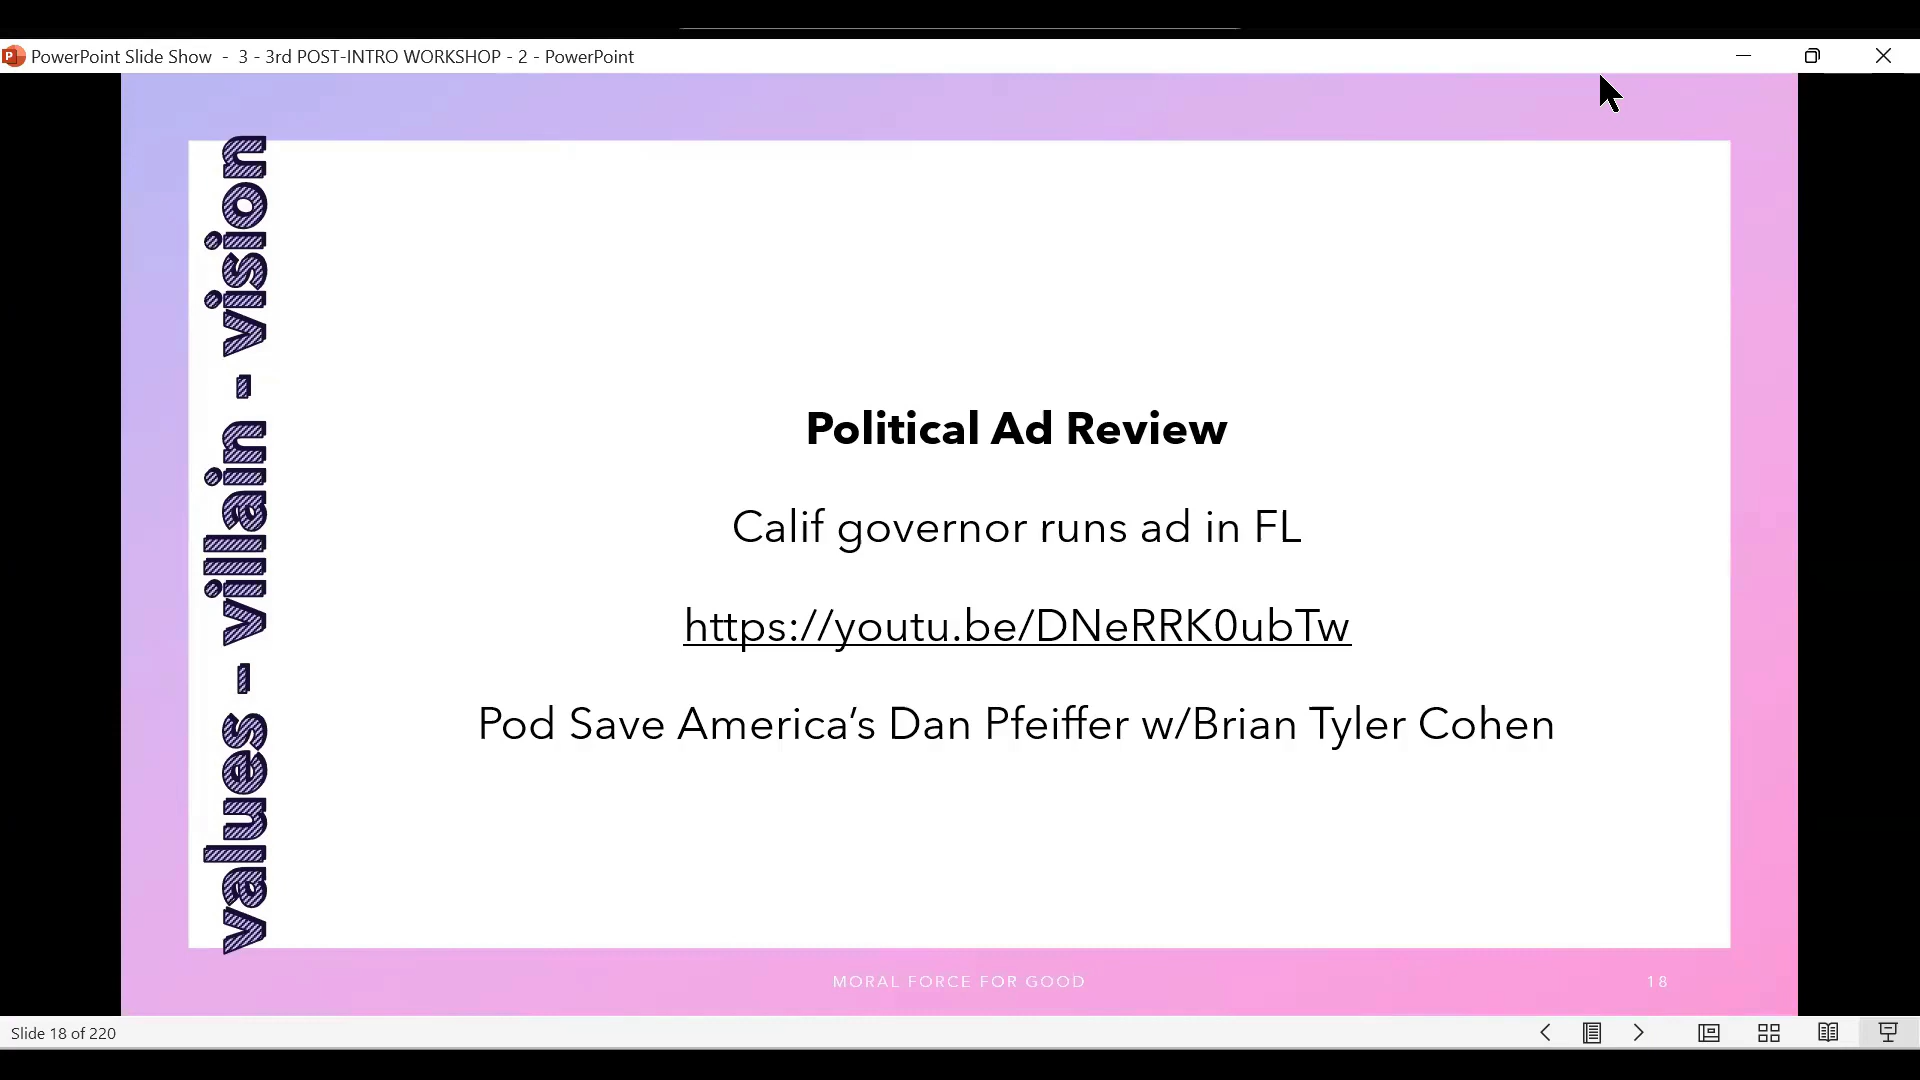 PowerPoint Slide Show - 3 - 3rd POST-INTRO WORKSHOP - 2 - PowerPoint
values – villain - vision
Political Ad Review
Calif governor runs ad in FL
https://youtu.be/DNeRRK0ubTw
Pod Save America’s Dan Pfeiffer w/Brian Tyler Cohen
MORAL FORCE FOR GOOD
18
Slide 18 of 220